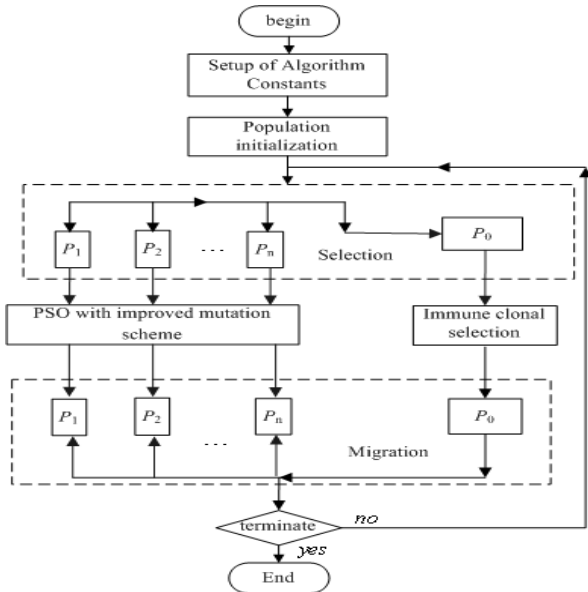 begin
Setup of Algorithm
Constants
Population
initialization
P1 P2 ... Pn Selection P0
PSO with improved mutation
scheme
Immune clonal
selection
P1 P2 ... Pn P0
Migration
terminate no
yes
End